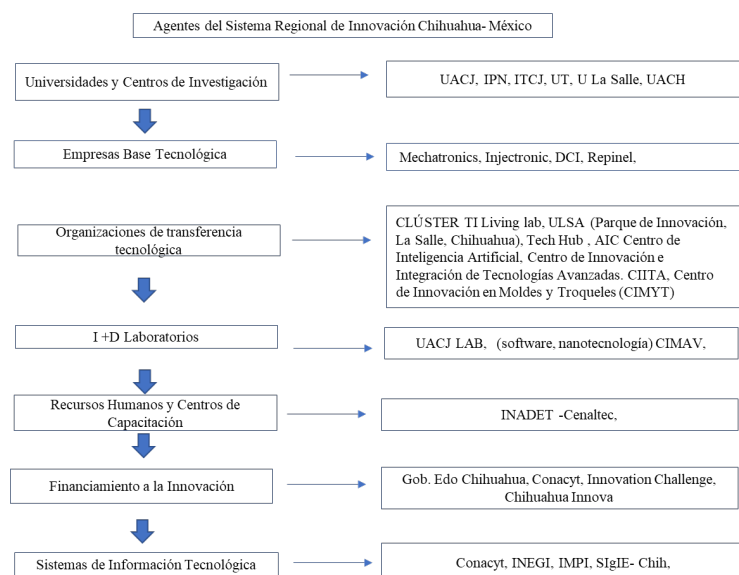 Agentes del Sistema Regional de Innovación Chihuahua- México
Universidades y Centros de Investigación
UACJ, IPN, ITCJ, UT, U La Salle, UACH
Empresas Base Tecnológica
Mechatronics, Injectronic, DCI, Repinel,
Organizaciones de transferencia
tecnológica
CLÚSTER TI Living lab, ULSA (Parque de Innovación,
La Salle, Chihuahua), Tech Hub , AIC Centro de
Inteligencia Artificial, Centro de Innovación e
Integración de Tecnologías Avanzadas. CIITA, Centro
de Innovación en Moldes y Troqueles (CIMYT)
I +D Laboratorios
UACJ LAB, (software, nanotecnología) CIMAV,
Recursos Humanos y Centros de
Capacitación
INADET -Cenaltec,
Financiamiento a la Innovación
Gob. Edo Chihuahua, Conacyt, Innovation Challenge,
Chihuahua Innova
Sistemas de Información Tecnológica
Conacyt, INEGI, IMPI, SIgIE- Chih,